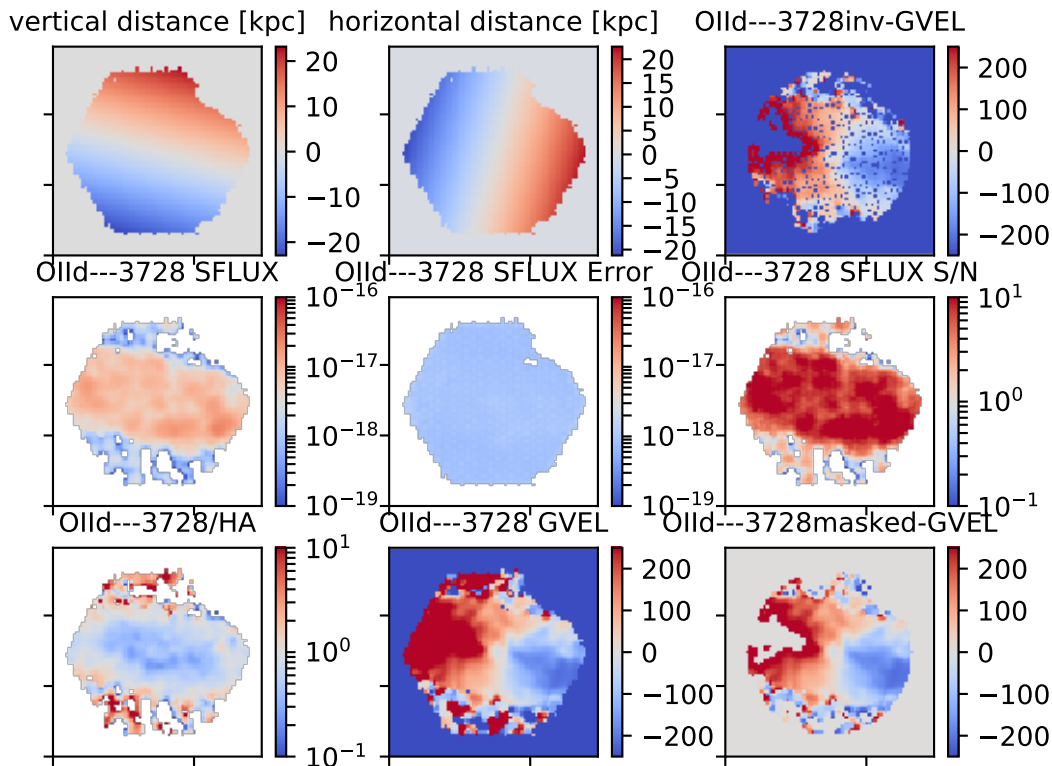 vertical distance [kpc] horizontal distance [kpc] OIId---3728inv-GVEL
20 10 0 −10 −20
20 15 10 5 0 −5 −10 −15 −20
200 100 0 −100 −200
OIId---3728 SFLUX OIId---3728 SFLUX Error OIId---3728 SFLUX S/N
10⁻¹⁶ 10⁻¹⁷ 10⁻¹⁸ 10⁻¹⁹
10⁻¹⁶ 10⁻¹⁷ 10⁻¹⁸ 10⁻¹⁹
10¹ 10⁰ 10⁻¹
OIId---3728/HA OIId---3728 GVEL OIId---3728masked-GVEL
10¹ 10⁰ 10⁻¹
200 100 0 −100 −200
200 100 0 −100 −200